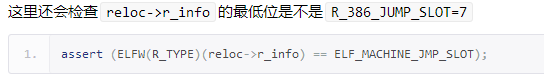 这里还会检查 reloc->r_info 的最低位是不是 R_386_JUMP_SLOT=7
1. assert (ELFW(R_TYPE)(reloc->r_info) == ELF_MACHINE_JMP_SLOT);